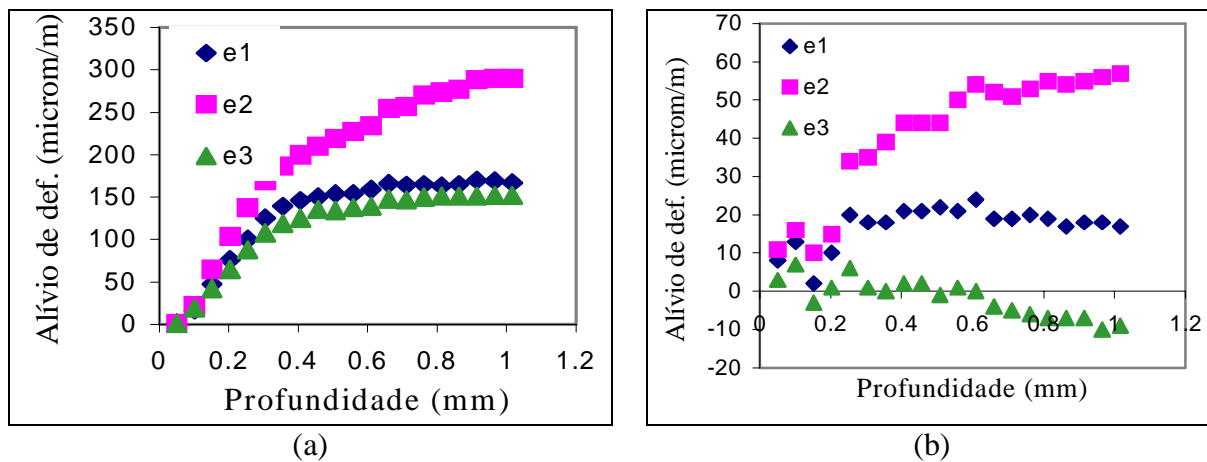 350
300
250
200
150
100
50
0
Alívio de def. (microm/m)
e1
e2
e3
0 0.2 0.4 0.6 0.8 1 1.2
Profundidade (mm)
(a)
70
60
50
40
30
20
10
0
-10
-20
Alívio de def. (microm/m)
e1
e2
e3
0 0.2 0.4 0.6 0.8 1 1.2
Profundidade (mm)
(b)